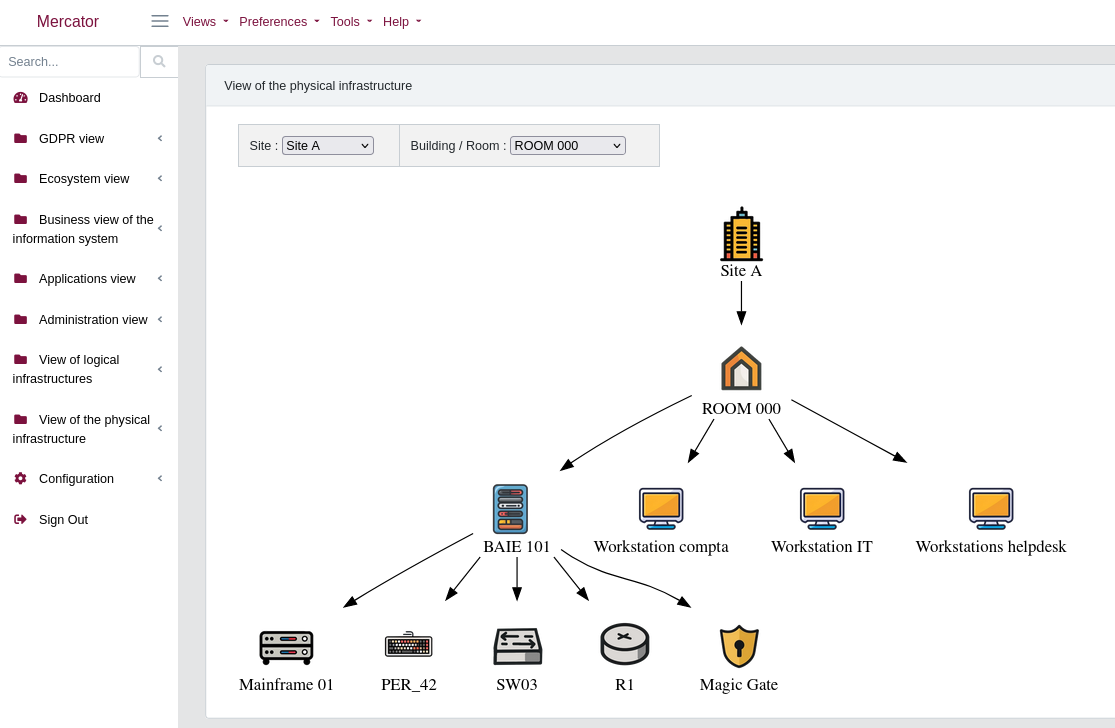 Mercator
Views Preferences Tools Help
Search...
Dashboard
GDPR view
Ecosystem view
Business view of the
information system
Applications view
Administration view
View of logical
infrastructures
View of the physical
infrastructure
Configuration
Sign Out
View of the physical infrastructure
Site : Site A Building / Room : ROOM 000
Site A
ROOM 000
BAIE 101 Workstation compta Workstation IT Workstations helpdesk
Mainframe 01 PER_42 SW03 R1 Magic Gate